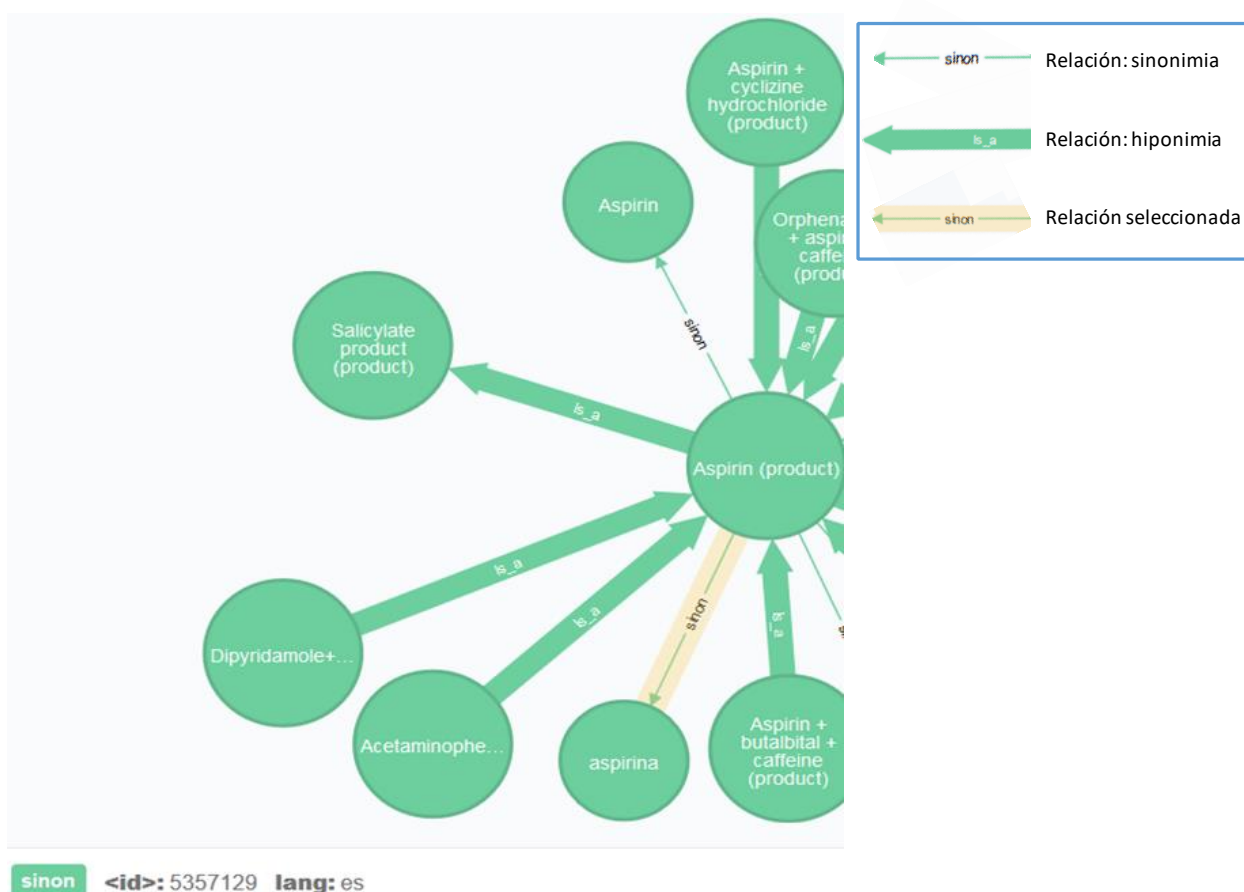 Aspirin +
cyclizine
hydrochloride
(product)
sinon
Relación: sinonimia
Is_a
Relación: hiponimia
sinon
Relación seleccionada
Aspirin
+ aspi
(produ
sinon
Is_a
Salicylate
product
(product)
Is_a
Aspirin (product)
Is_a
Is_a
Is_a
sinon
Dipyridamole+...
Acetaminophe...
aspirina
Aspirin +
butalbital +
caffeine
(product)
sinon <id>: 5357129 lang: es